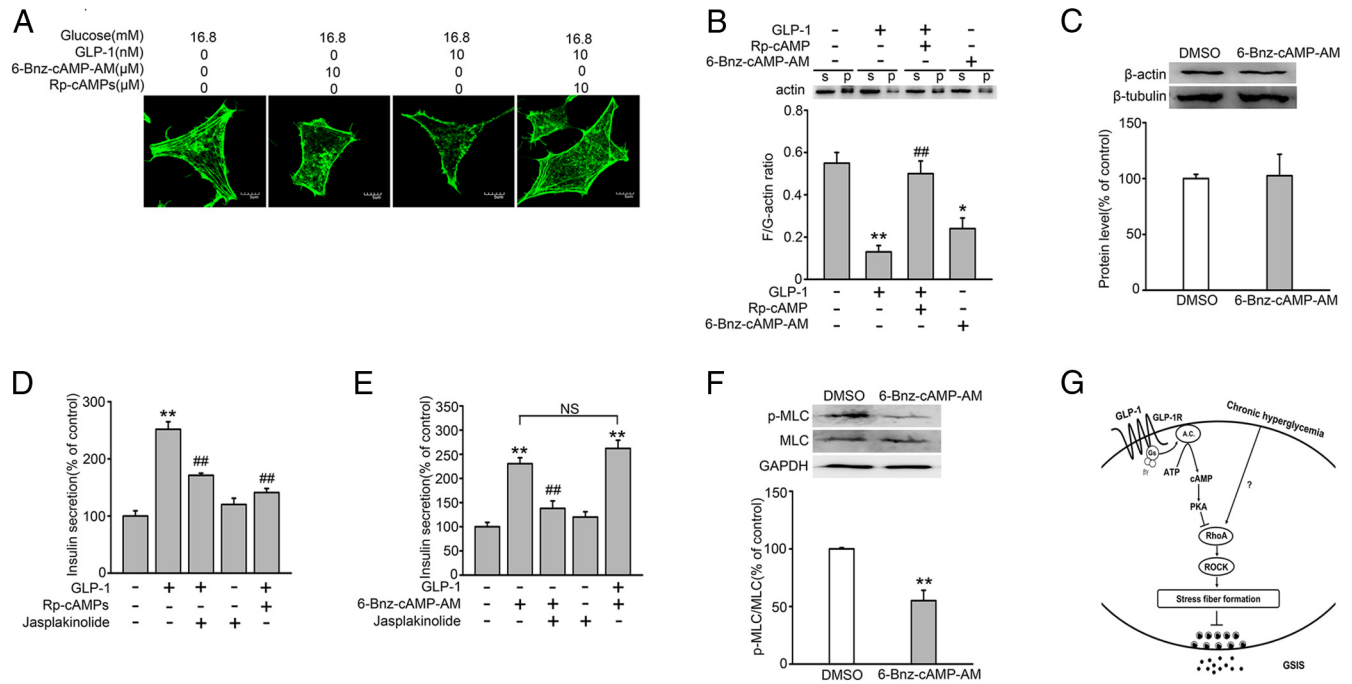 A
Glucose(mM) 16.8 16.8 16.8 16.8
GLP-1(nM) 0 0 10 10
6-Bnz-cAMP-AM(μM) 0 10 0 0
Rp-cAMPs(μM) 0 0 0 10
5μm 5μm 5μm 5μm
B
GLP-1 - + + -
Rp-cAMP - - + -
6-Bnz-cAMP-AM - - - +
s p s p s p s p
actin
F/G-actin ratio
0.8
0.6
0.4
0.2
0
** ## *
GLP-1 - + + -
Rp-cAMP - - + -
6-Bnz-cAMP-AM - - - +
C
DMSO 6-Bnz-cAMP-AM
β-actin
β-tubulin
Protein level(% of control)
150
100
50
0
DMSO 6-Bnz-cAMP-AM
D
Insulin secretion(% of control)
300
200
100
0
** ## ##
GLP-1 - + + - +
Rp-cAMPs - - - - +
Jasplakinolide - - + + -
E
Insulin secretion(% of control)
350
300
250
200
150
100
50
0
NS
** ## **
GLP-1 - - - - +
6-Bnz-cAMP-AM - + + - +
Jasplakinolide - - + + -
F
DMSO 6-Bnz-cAMP-AM
p-MLC
MLC
GAPDH
p-MLC/MLC(% of control)
150
100
50
0
**
DMSO 6-Bnz-cAMP-AM
G
GLP-1
GLP-1R
A.C.
Chronic hyperglycemia
Gs
βγ
ATP
cAMP
?
PKA
RhoA
ROCK
Stress fiber formation
GSIS